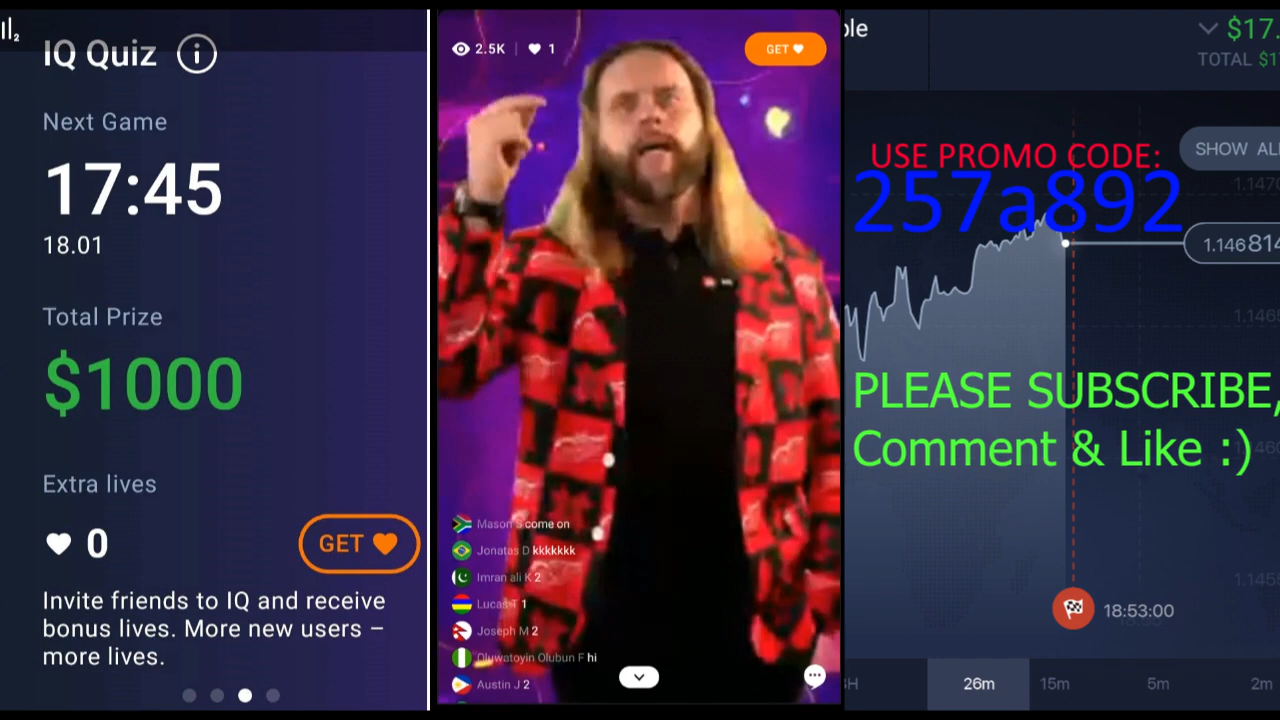 IQ Quiz i
Next Game
17:45
18.01
Total Prize
$1000
Extra lives
0
GET
Invite friends to IQ and receive
bonus lives. More new users –
more lives.
2.5K 1
GET
Mason S come on
Jonatas D kkkkkkk
Imran ali K 2
Lucas T 1
Joseph M 2
Oluwatoyin Olubun F hi
Austin J 2
ble
$17.
TOTAL $1
USE PROMO CODE:
SHOW AL
257a892
1.146814
PLEASE SUBSCRIBE,
Comment & Like :)
18:53:00
26m 15m 5m 2m